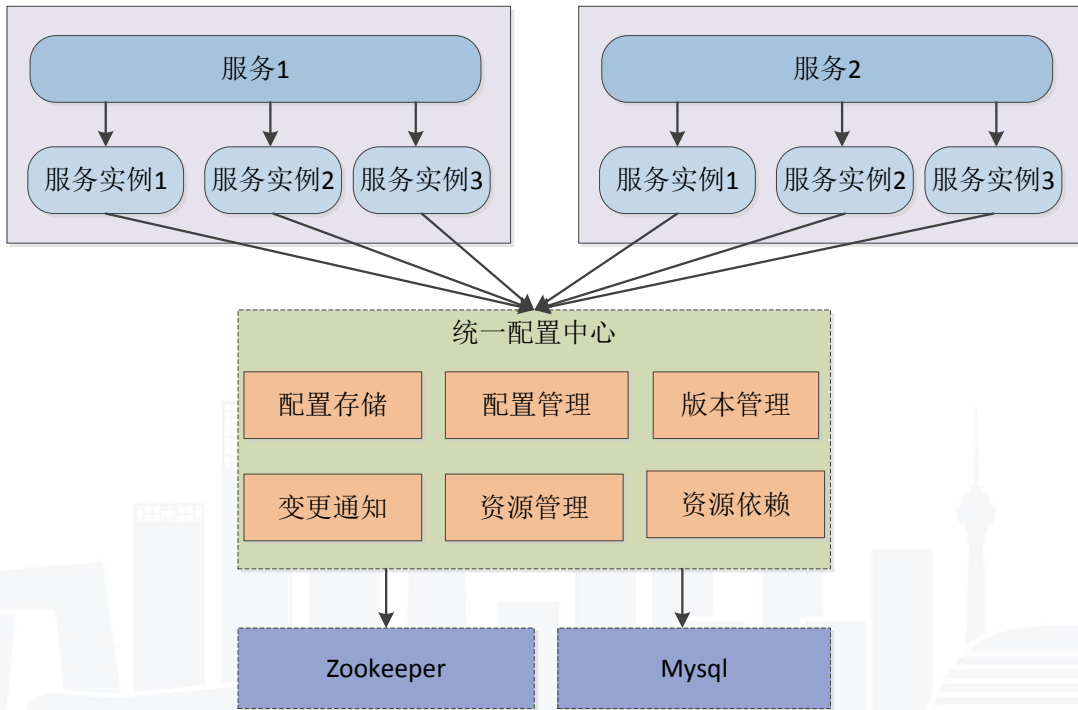 服务1
服务2
服务实例1
服务实例2
服务实例3
服务实例1
服务实例2
服务实例3
统一配置中心
配置存储
配置管理
版本管理
变更通知
资源管理
资源依赖
Zookeeper
Mysql